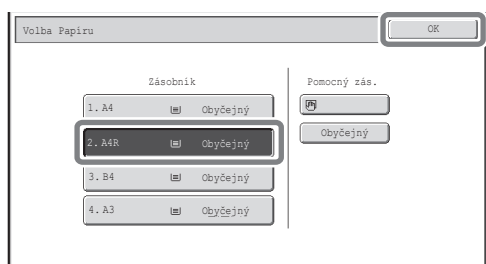 Volba Papíru
OK
Zásobník
1. A4 Obyčejný
2. A4R Obyčejný
3. B4 Obyčejný
4. A3 Obyčejný
Pomocný zás.
Obyčejný